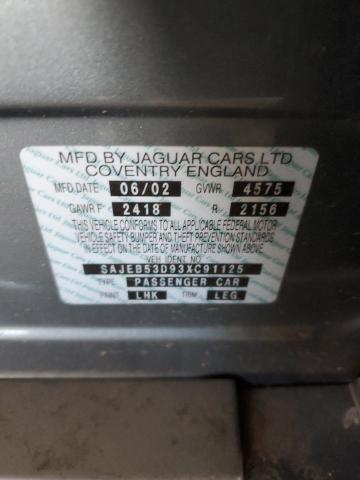 MFD.BY JAGUAR CARS LTD
COVENTRY ENGLAND
MFD.DATE 06/02 GVWR 4575
GAWR F 2418 R 2156
THIS VEHICLE CONFORMS TO ALL APPLICABLE FEDERAL MOTOR
VEHICLE SAFETY-BUMPER AND THEFT PREVENTION STANDARDS
IN EFFECT ON THE DATE OF MANUFACTURE SHOWN ABOVE
VEH IDENT NO:
SAJEB53D93XC91125
TYPE: PASSENGER CAR
PAINT LHK TRIM LEG